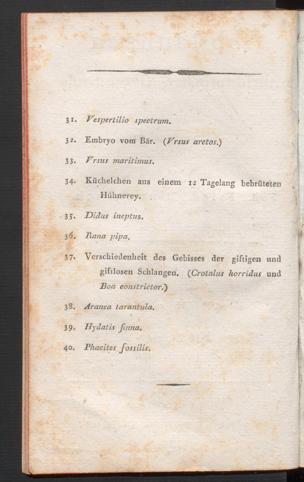 31. Vespertilio spectrum.
32. Embryo vom Bär. (Vrsus arctos.)
33. Vrsus maritimus.
34. Küchelchen aus einem 12 Tagelang bebrüteten
Hühnerey.
35. Didus ineptus.
36. Rana pipa.
37. Verschiedenheit des Gebisses der giftigen und
giftlosen Schlangen. (Crotalus horridus und
Boa constrictor.)
38. Aranea tarantula.
39. Hydatis finna.
40. Phacites fossilis.